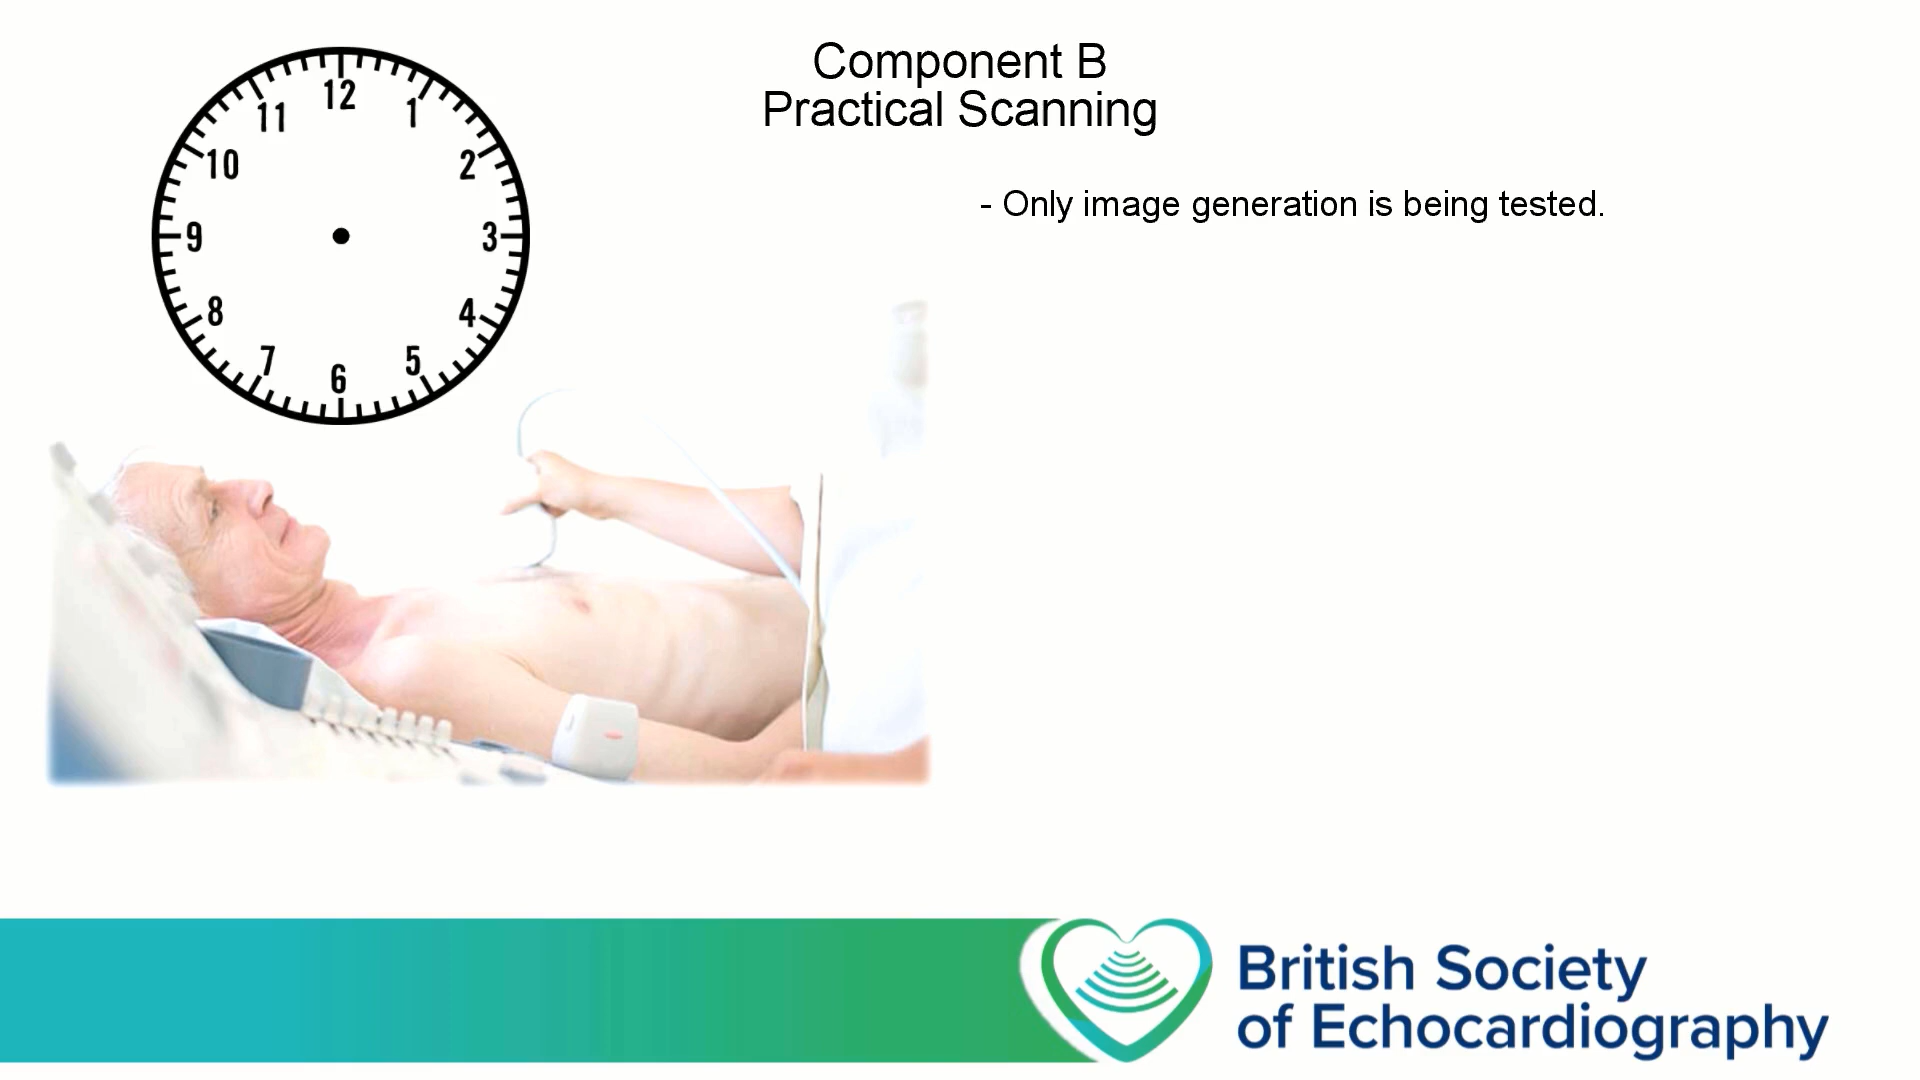 Component B
Practical Scanning
- Only image generation is being tested.
12
1
2
3
4
5
6
7
8
9
10
11
British Society
of Echocardiography